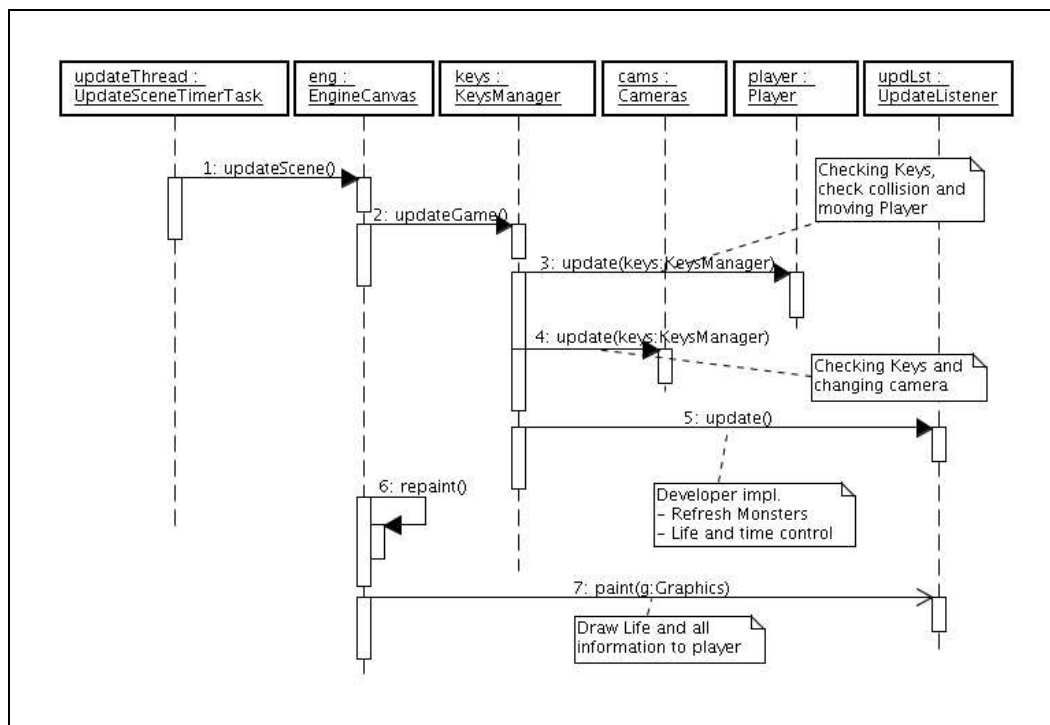 updateThread :
UpdateSceneTimerTask
eng :
EngineCanvas
keys :
KeysManager
cams :
Cameras
player :
Player
updLst :
UpdateListener
1: updateScene()
Checking Keys,
check collision and
moving Player
2: updateGame()
3: update(keys:KeysManager)
4: update(keys:KeysManager)
Checking Keys and
changing camera
5: update()
6: repaint()
Developer impl.
- Refresh Monsters
- Life and time control
7: paint(g:Graphics)
Draw Life and all
information to player